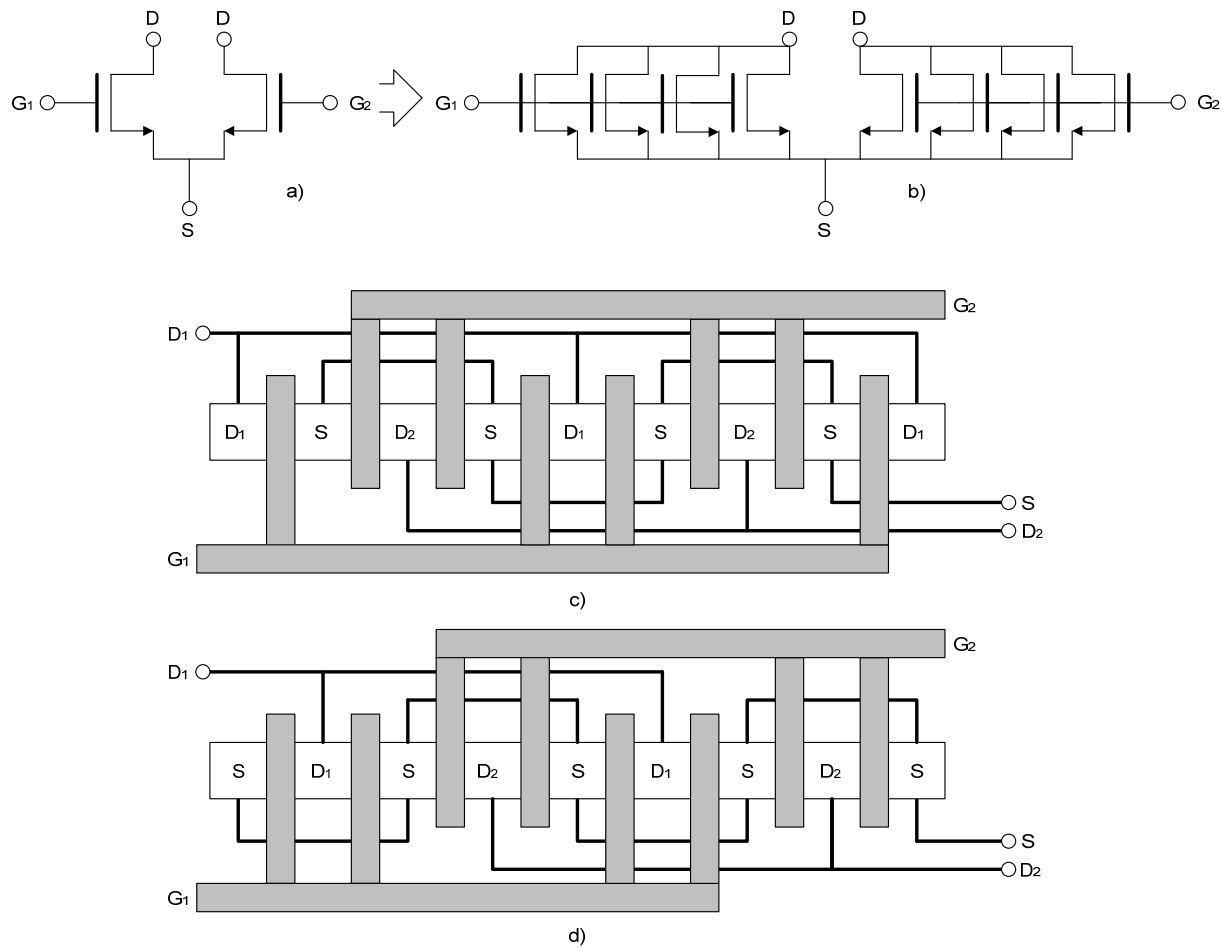 D D D D
G₁ G₂ G₁ G₂
a) b)
S S
G₂
D₁
D₁ S D₂ S D₁ S D₂ S D₁
S
D₂
G₁
c)
G₂
D₁
S D₁ S D₂ S D₁ S D₂ S
S
D₂
G₁
d)